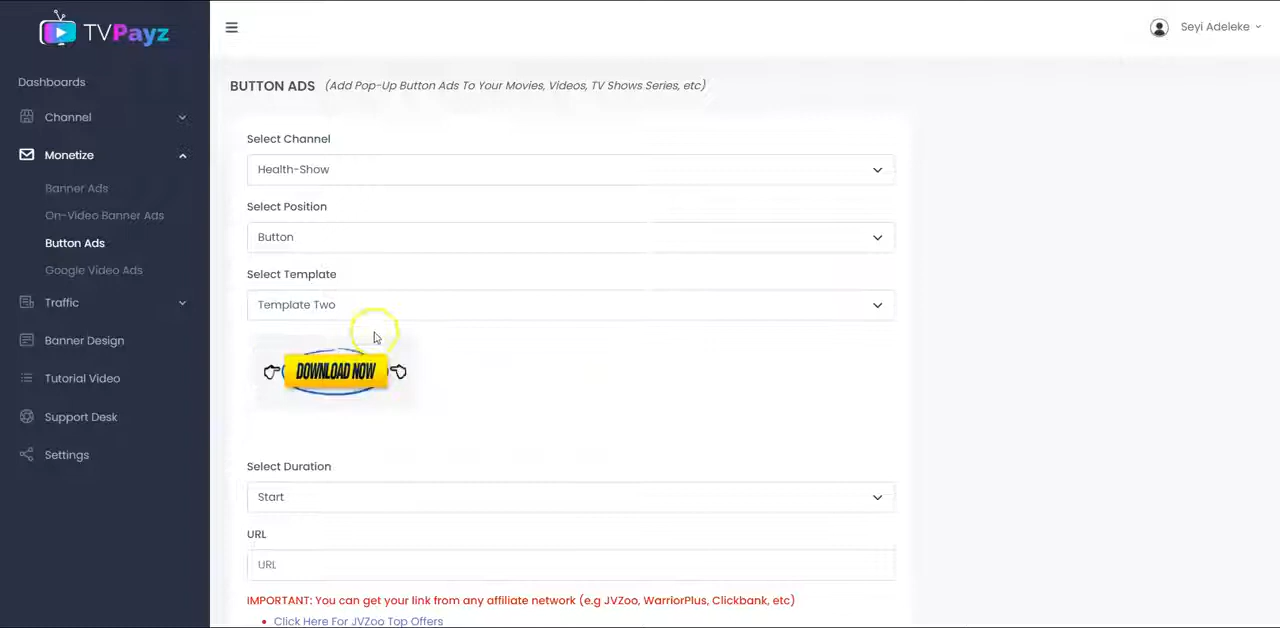 TVPayz
Seyi Adeleke
Dashboards
Channel
Monetize
Banner Ads
On-Video Banner Ads
Button Ads
Google Video Ads
Traffic
Banner Design
Tutorial Video
Support Desk
Settings
BUTTON ADS (Add Pop-Up Button Ads To Your Movies, Videos, TV Shows Series, etc)
Select Channel
Health-Show
Select Position
Button
Select Template
Template Two
DOWNLOAD NOW
Select Duration
Start
URL
URL
IMPORTANT: You can get your link from any affiliate network (e.g JVZoo, WarriorPlus, Clickbank, etc)
Click Here For JVZoo Top Offers